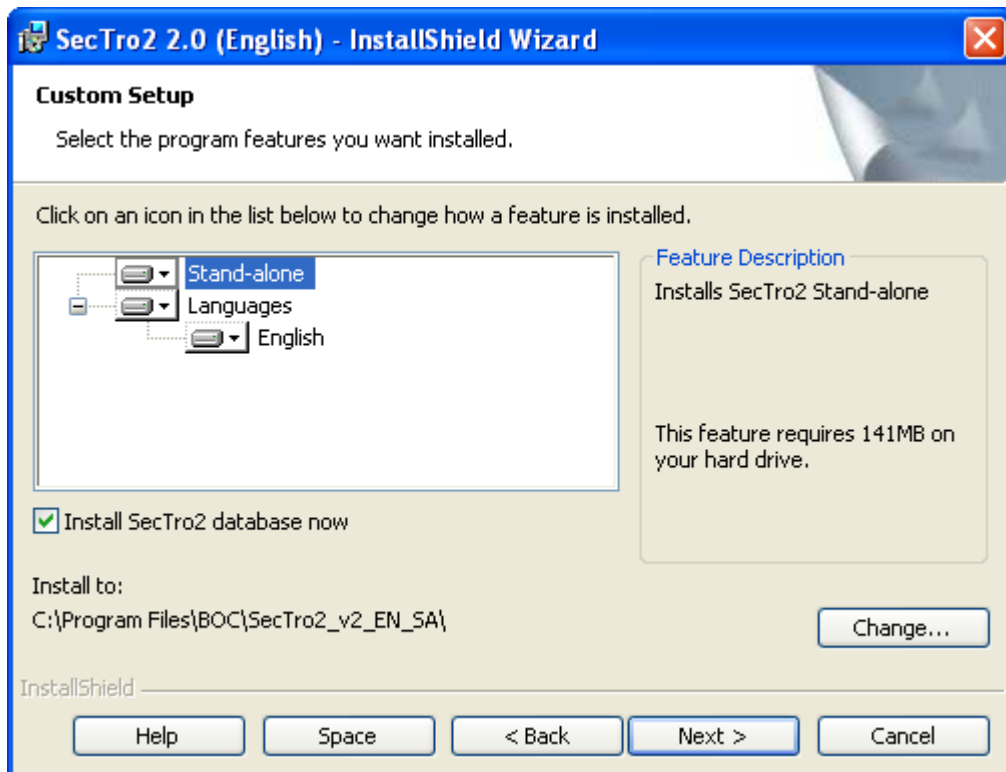 SecTro2 2.0 (English) - InstallShield Wizard
Custom Setup
Select the program features you want installed.
Click on an icon in the list below to change how a feature is installed.
Stand-alone
Languages
English
Feature Description
Installs SecTro2 Stand-alone
This feature requires 141MB on
your hard drive.
Install SecTro2 database now
Install to:
C:\Program Files\BOC\SecTro2_v2_EN_SA\
Change...
InstallShield
Help
Space
< Back
Next >
Cancel